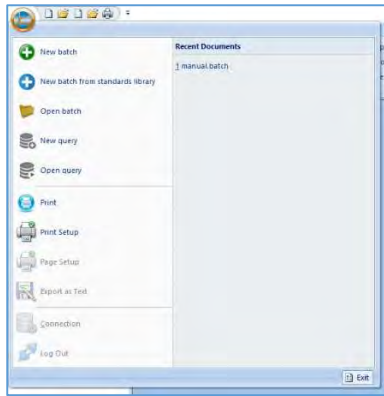 New batch
New batch from standards library
Open batch
New query
Open query
Print
Print Setup
Page Setup
Export as Text
Connection
Log Out
Recent Documents
1 manual.batch
Exit